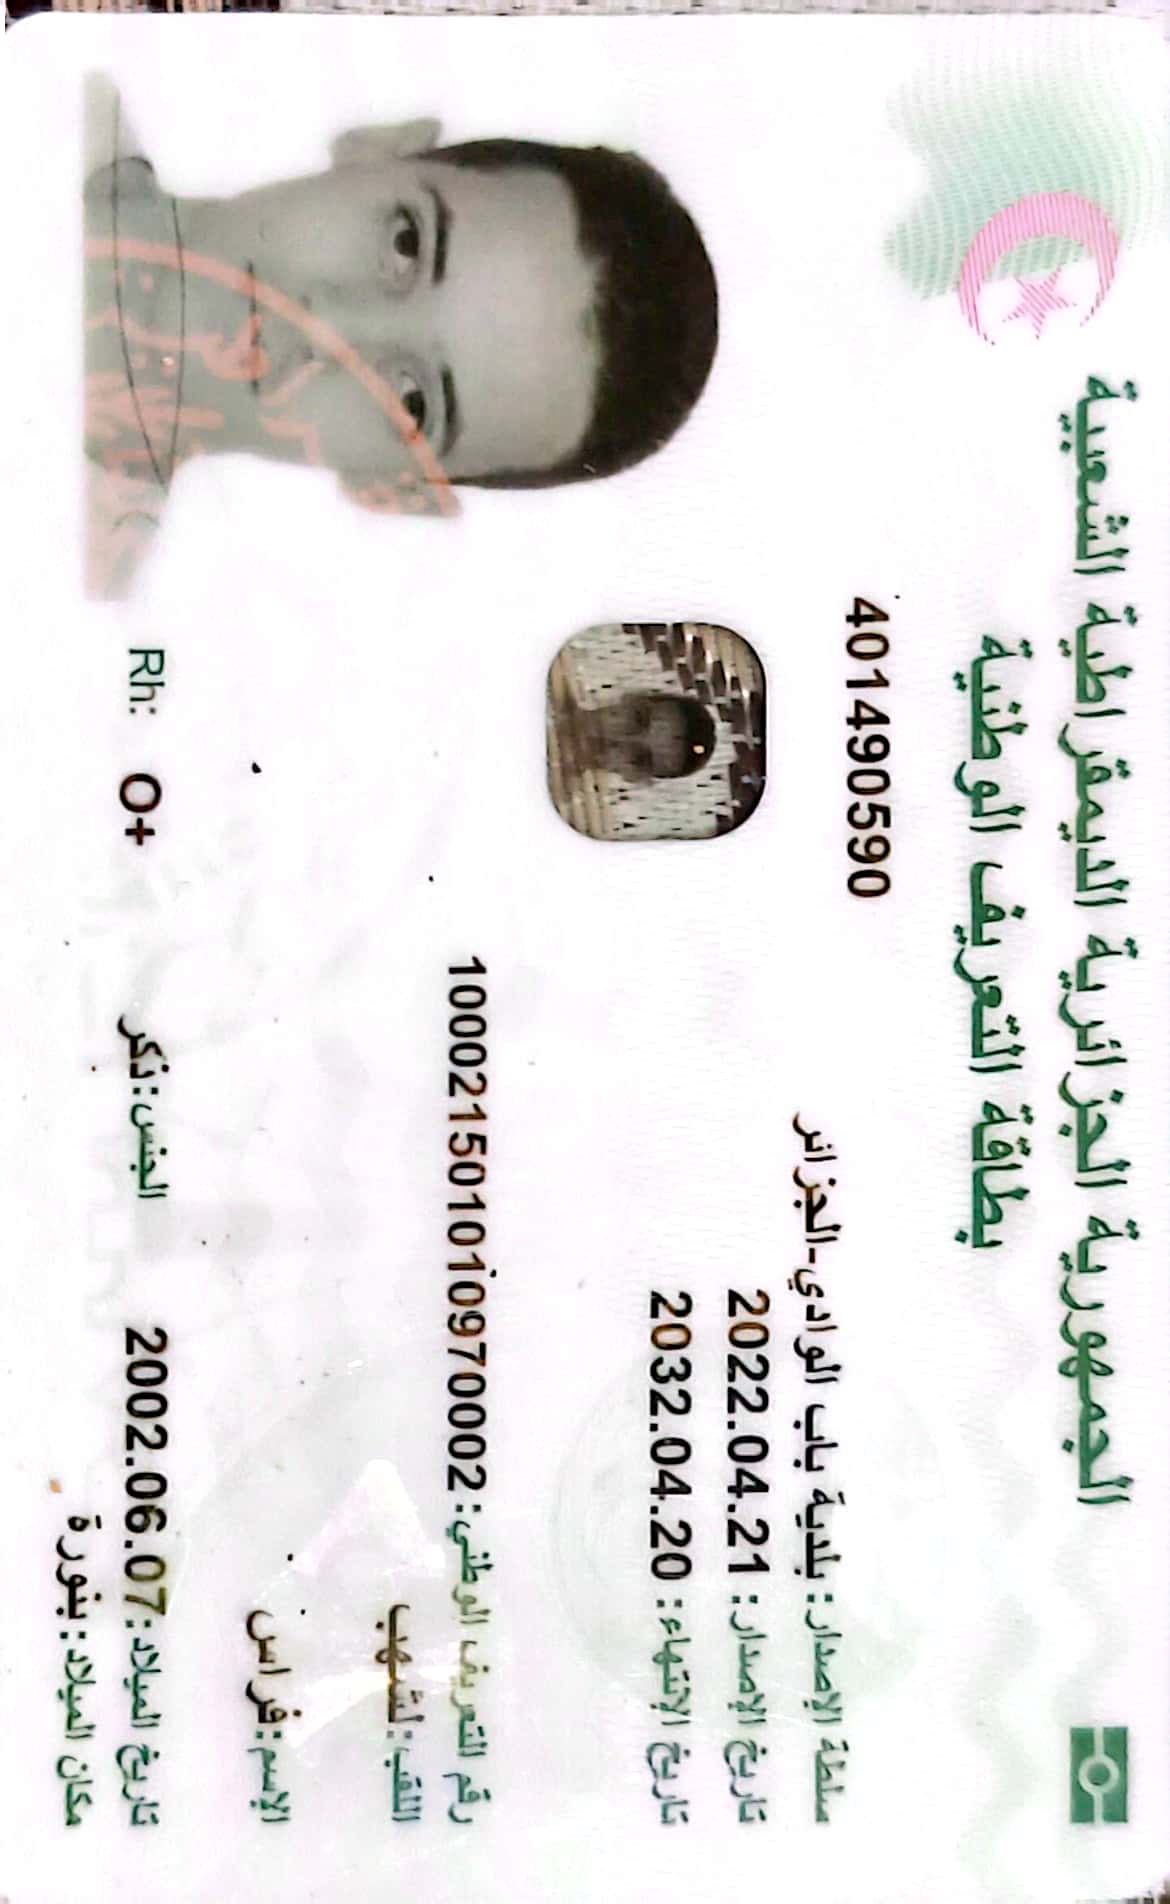 الجمهورية الجزائرية الديمقراطية الشعبية
بطاقة التعريف الوطنية
401490590
سلطة الإصدار: بلدية باب الوادي-الجزائر
تاريخ الإصدار: 2022.04.21
تاريخ الإنتهاء: 2032.04.20
رقم التعريف الوطني: 100021501010970002
اللقب: لشهب
الإسم: فراس
تاريخ الميلاد: 2002.06.07 الجنس: ذكر Rh: O+
مكان الميلاد: بنورة